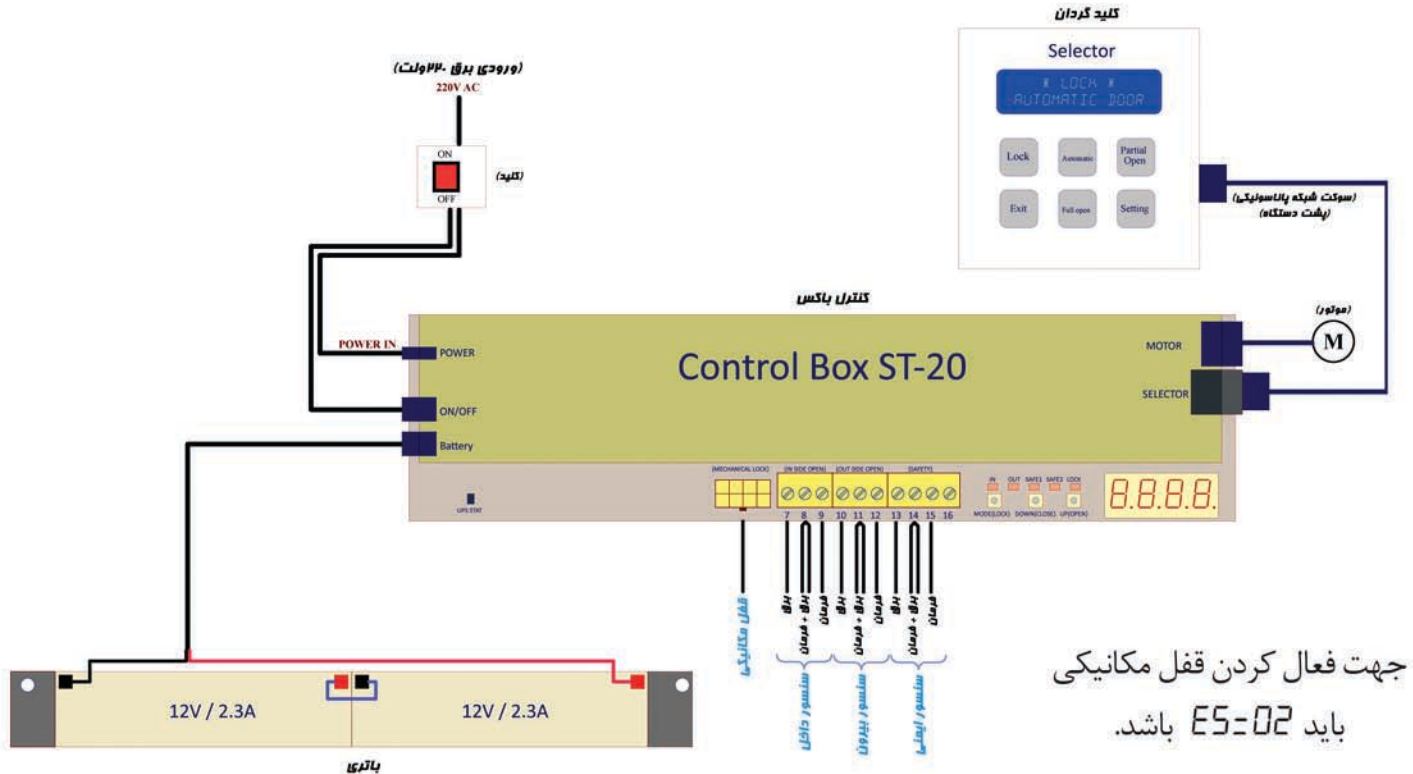 کلید گردان
Selector
* LOCK *
AUTOMATIC DOOR
Lock
Automatic
Partial
Open
Exit
Full open
Setting
(سوکت شبکه پاناسونیکی)
(پشت دستگاه)
(ورودی برق ۲۲۰ولت)
220V AC
ON
OFF
(کلید)
کنترل باکس
Control Box ST-20
POWER IN
POWER
ON/OFF
Battery
MOTOR
SELECTOR
(موتور)
M
UPS STAT
(MECHANICAL LOCK)
(IN SIDE OPEN)
(OUT SIDE OPEN)
(SAFETY)
7 8 9 10 11 12 13 14 15 16
IN OUT SAFE1 SAFE2 LOCK
MODE(LOCK) DOWN(CLOSE) UP(OPEN)
8.8.8.8.
قفل مکانیکی
برق
برق + فرمان
فرمان
برق
برق + فرمان
فرمان
برق
برق + فرمان
فرمان
سنسور داخل
سنسور بیرون
سنسور ایمنی
12V / 2.3A
12V / 2.3A
باتری
جهت فعال کردن قفل مکانیکی
باید E5=02 باشد.